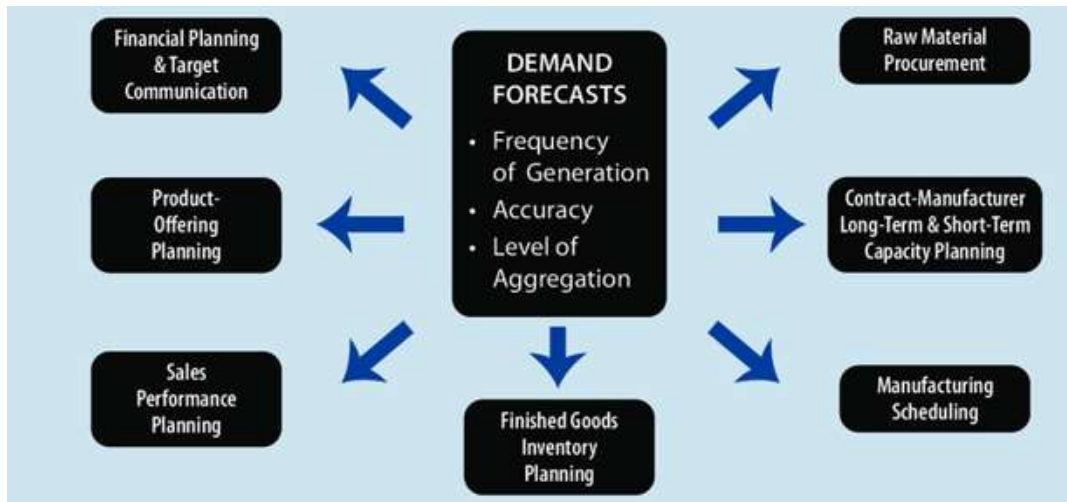 Financial Planning
& Target
Communication
DEMAND
FORECASTS
• Frequency
of Generation
• Accuracy
• Level of
Aggregation
Raw Material
Procurement
Product-
Offering
Planning
Contract-Manufacturer
Long-Term & Short-Term
Capacity Planning
Sales
Performance
Planning
Finished Goods
Inventory
Planning
Manufacturing
Scheduling